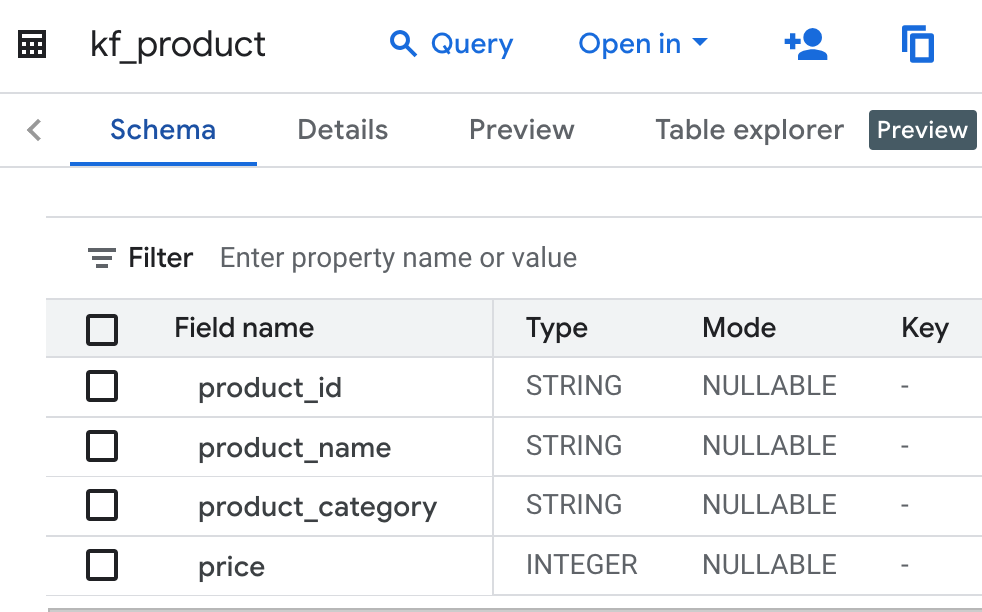 kf_product Query Open in
Schema Details Preview Table explorer Preview
Filter Enter property name or value
Field name Type Mode Key
product_id STRING NULLABLE -
product_name STRING NULLABLE -
product_category STRING NULLABLE -
price INTEGER NULLABLE -